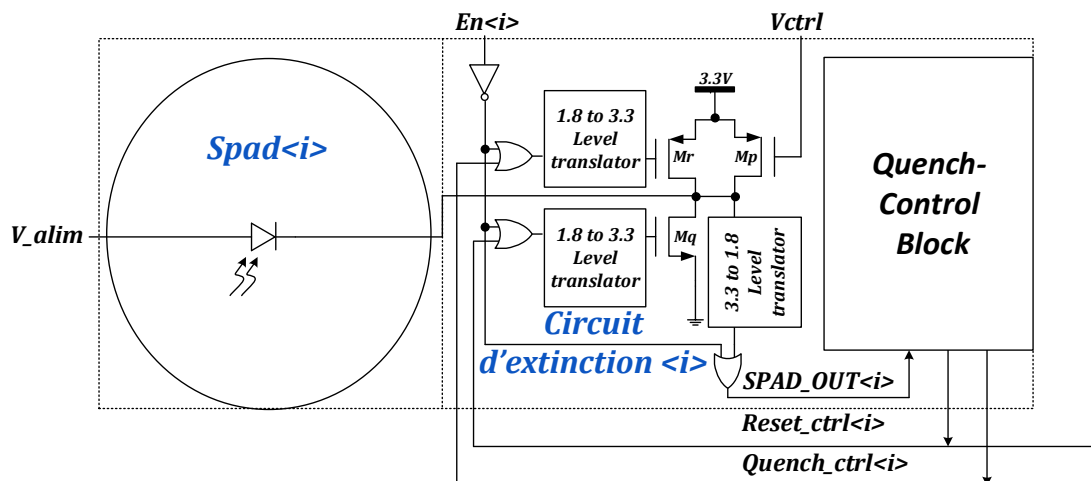 En<i>
Vctrl
3.3V
1.8 to 3.3
Level
translator
Mr
Mp
Spad<i>
Quench-
Control
Block
V_alim
1.8 to 3.3
Level
translator
Mq
3.3 to 1.8
Level
translator
Circuit
d'extinction <i>
SPAD_OUT<i>
Reset_ctrl<i>
Quench_ctrl<i>